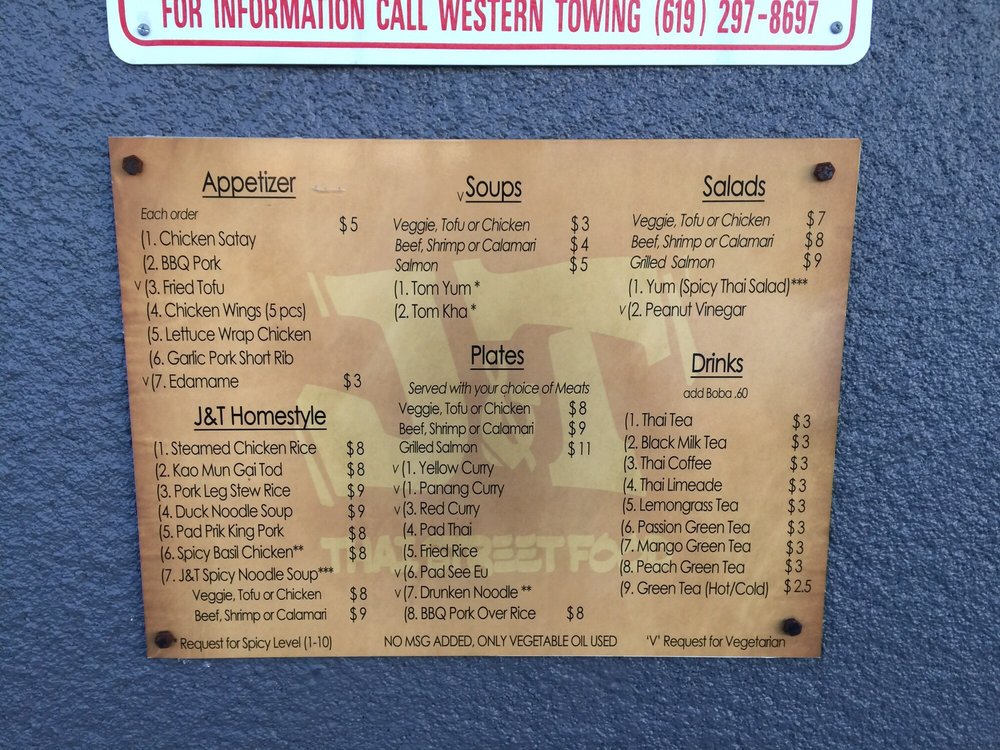 FOR INFORMATION CALL WESTERN TOWING (619) 297-8697
Appetizer
Each order $5
(1. Chicken Satay
(2. BBQ Pork
v (3. Fried Tofu
(4. Chicken Wings (5 pcs)
(5. Lettuce Wrap Chicken
(6. Garlic Pork Short Rib
v (7. Edamame $3
J&T Homestyle
(1. Steamed Chicken Rice $8
(2. Kao Mun Gai Tod $8
(3. Pork Leg Stew Rice $9
(4. Duck Noodle Soup $9
(5. Pad Prik King Pork $8
(6. Spicy Basil Chicken** $8
(7. J&T Spicy Noodle Soup***
Veggie, Tofu or Chicken $8
Beef, Shrimp or Calamari $9
v Soups
Veggie, Tofu or Chicken $3
Beef, Shrimp or Calamari $4
Salmon $5
(1. Tom Yum *
(2. Tom Kha *
Plates
Served with your choice of Meats
Veggie, Tofu or Chicken $8
Beef, Shrimp or Calamari $9
Grilled Salmon $11
v (1. Yellow Curry
v (1. Panang Curry
v (3. Red Curry
(4. Pad Thai
(5. Fried Rice
v (6. Pad See Eu
v (7. Drunken Noodle **
(8. BBQ Pork Over Rice $8
Salads
Veggie, Tofu or Chicken $7
Beef, Shrimp or Calamari $8
Grilled Salmon $9
(1. Yum (Spicy Thai Salad)***
v (2. Peanut Vinegar
Drinks
add Boba .60
(1. Thai Tea $3
(2. Black Milk Tea $3
(3. Thai Coffee $3
(4. Thai Limeade $3
(5. Lemongrass Tea $3
(6. Passion Green Tea $3
(7. Mango Green Tea $3
(8. Peach Green Tea $3
(9. Green Tea (Hot/Cold) $2.5
* Request for Spicy Level (1-10)
NO MSG ADDED, ONLY VEGETABLE OIL USED
'V' Request for Vegetarian
J&T